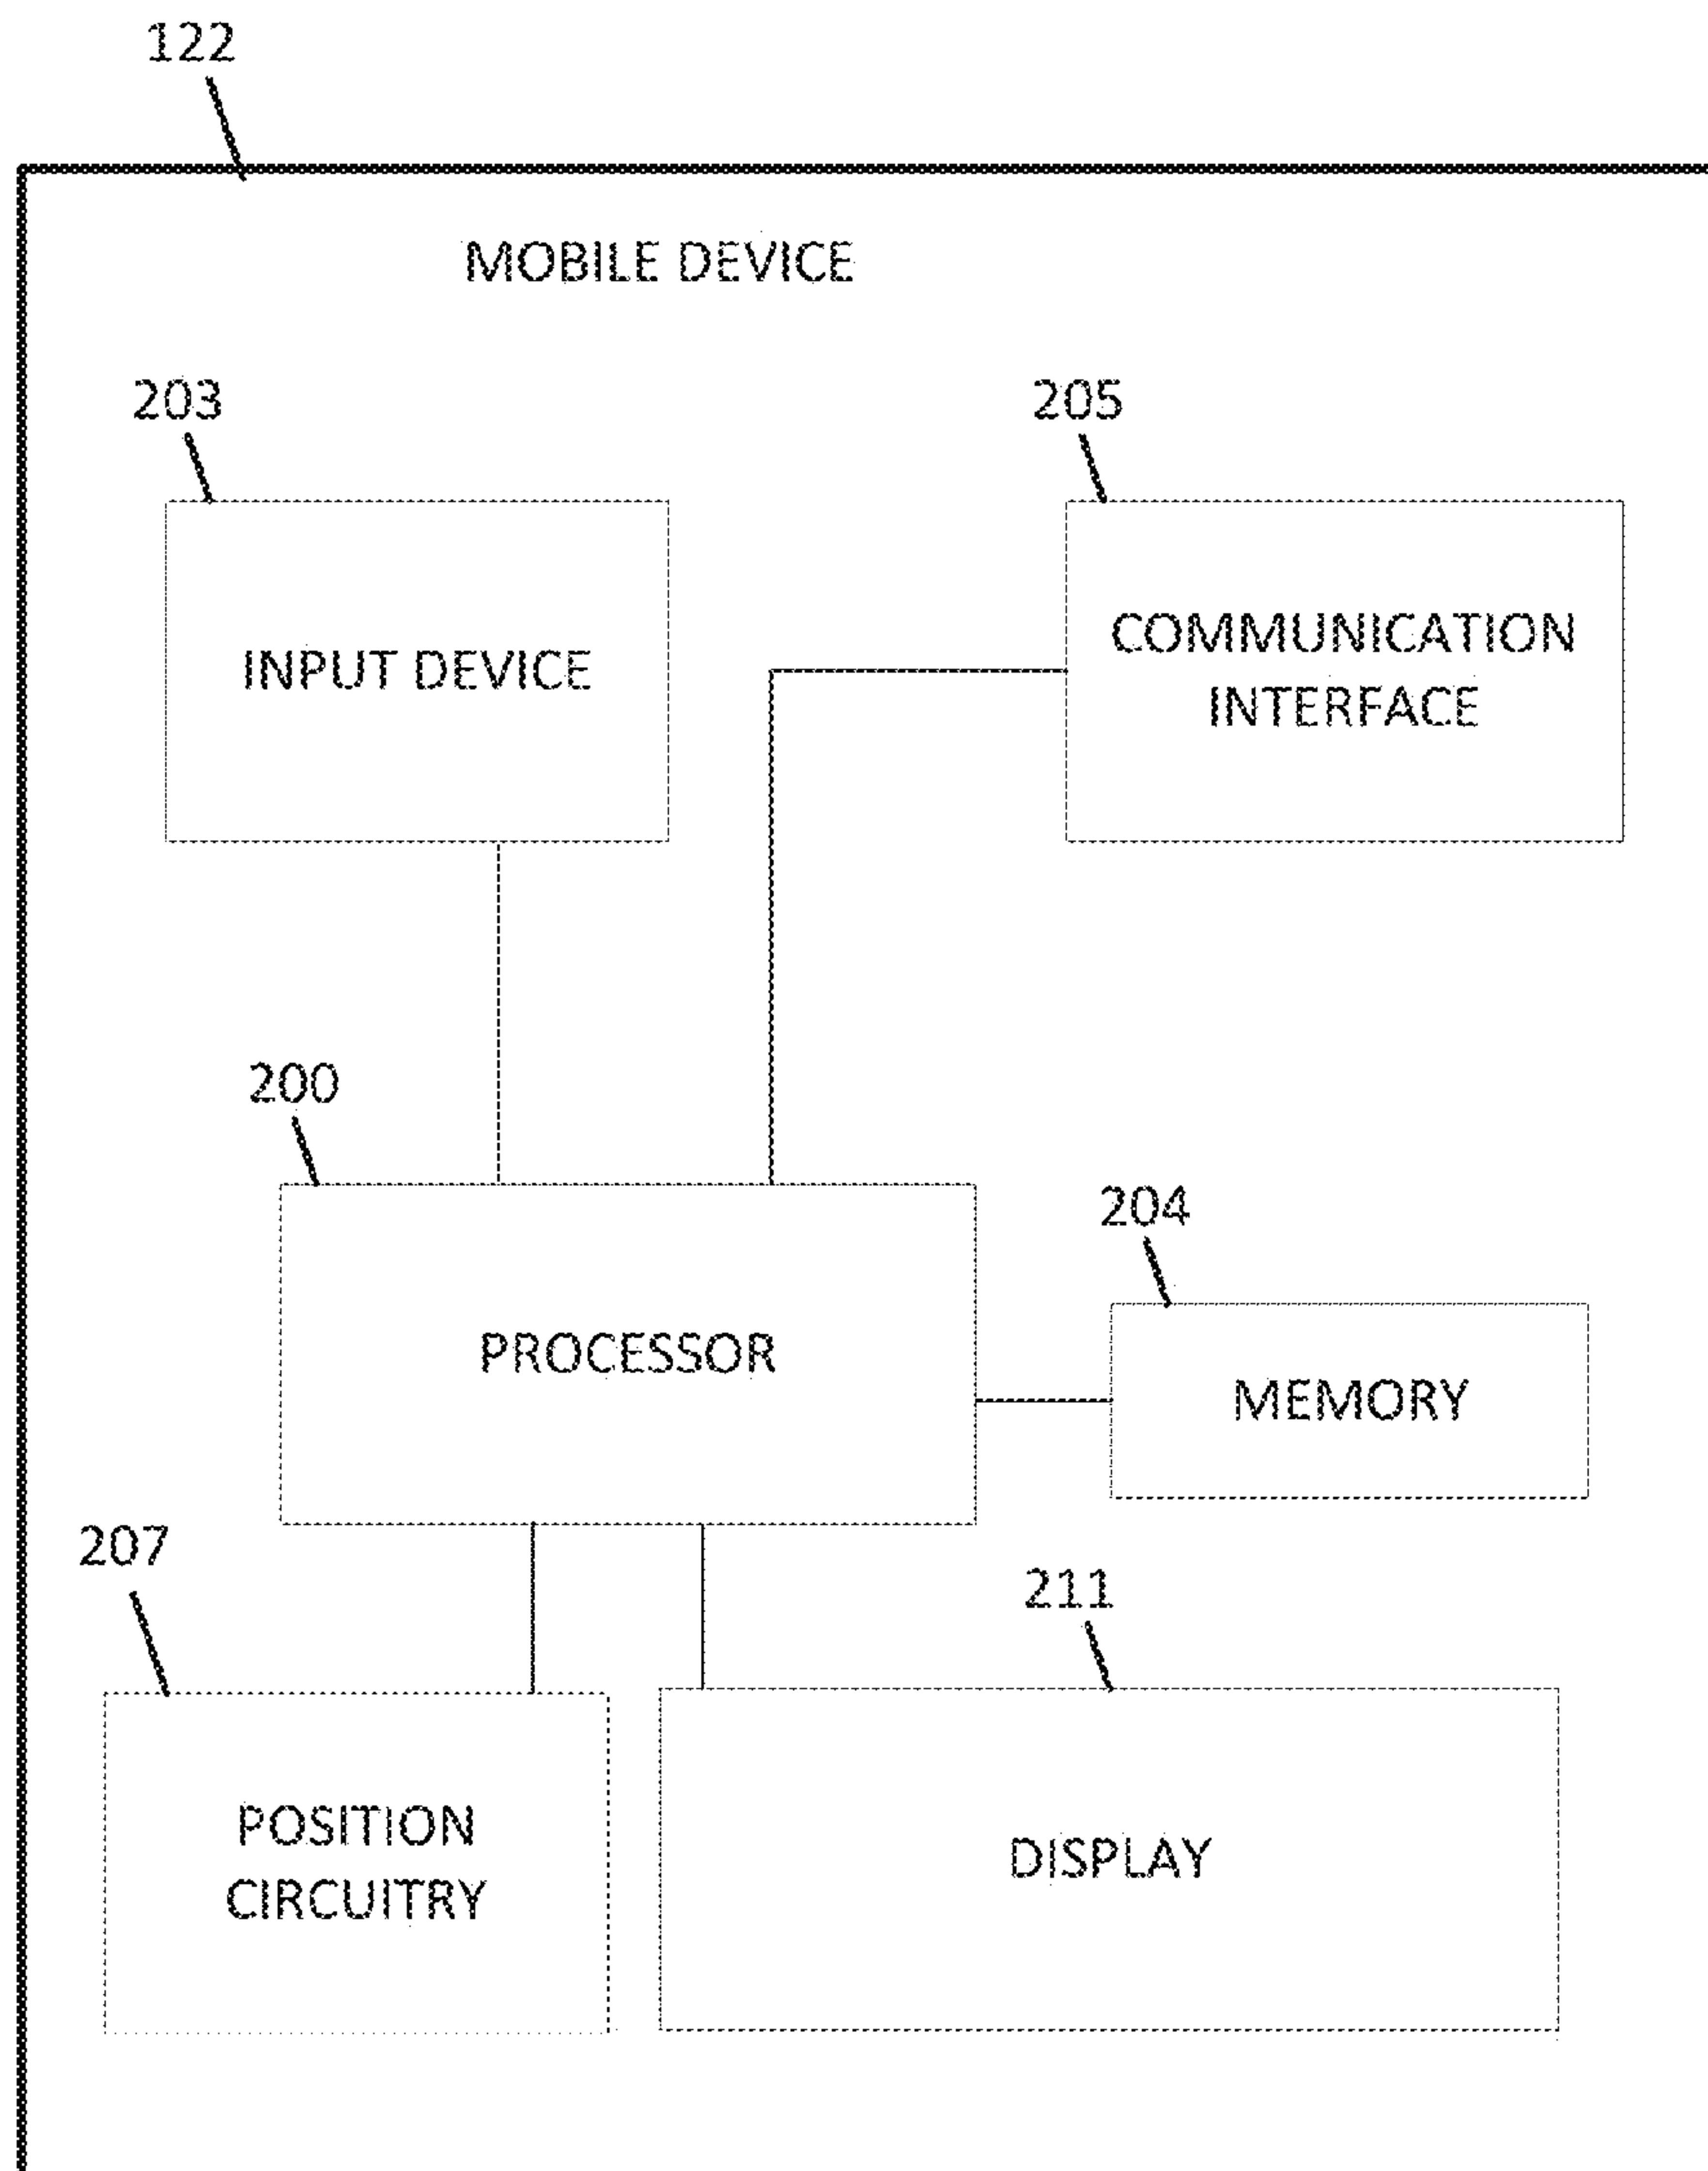 122
MOBILE DEVICE
203
205
INPUT DEVICE
COMMUNICATION
INTERFACE
200
204
PROCESSOR
MEMORY
207
211
POSITION
CIRCUITRY
DISPLAY